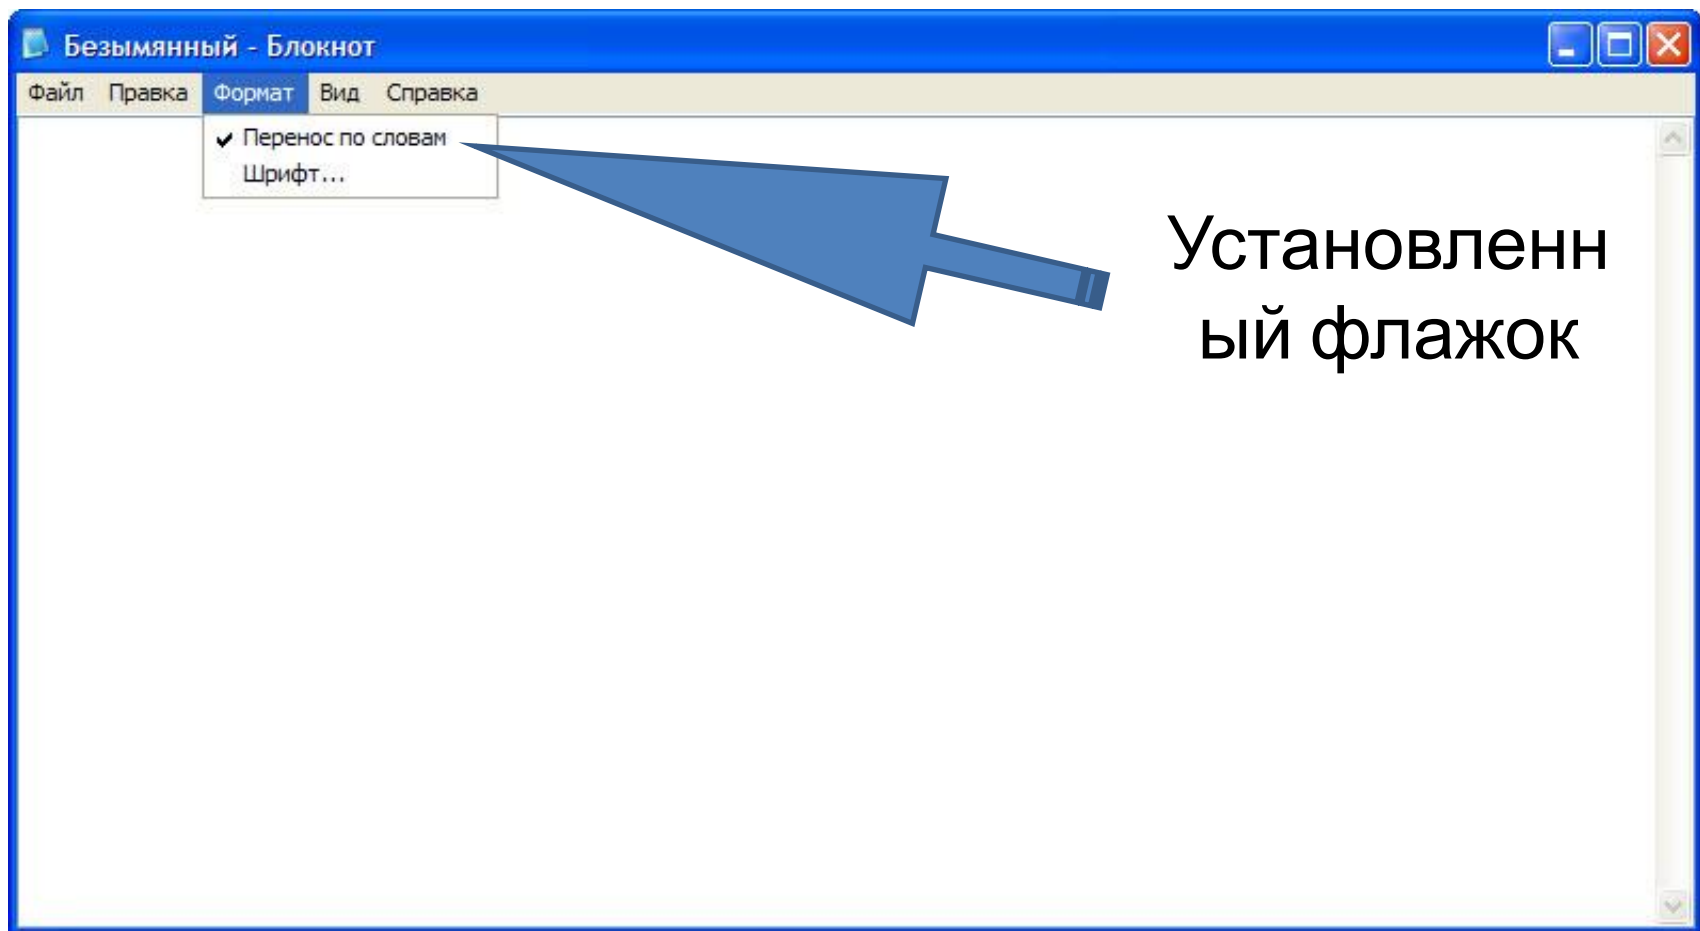 Безымянный - Блокнот
Файл Правка Формат Вид Справка
Перенос по словам
Шрифт...
Установленн
ый флажок